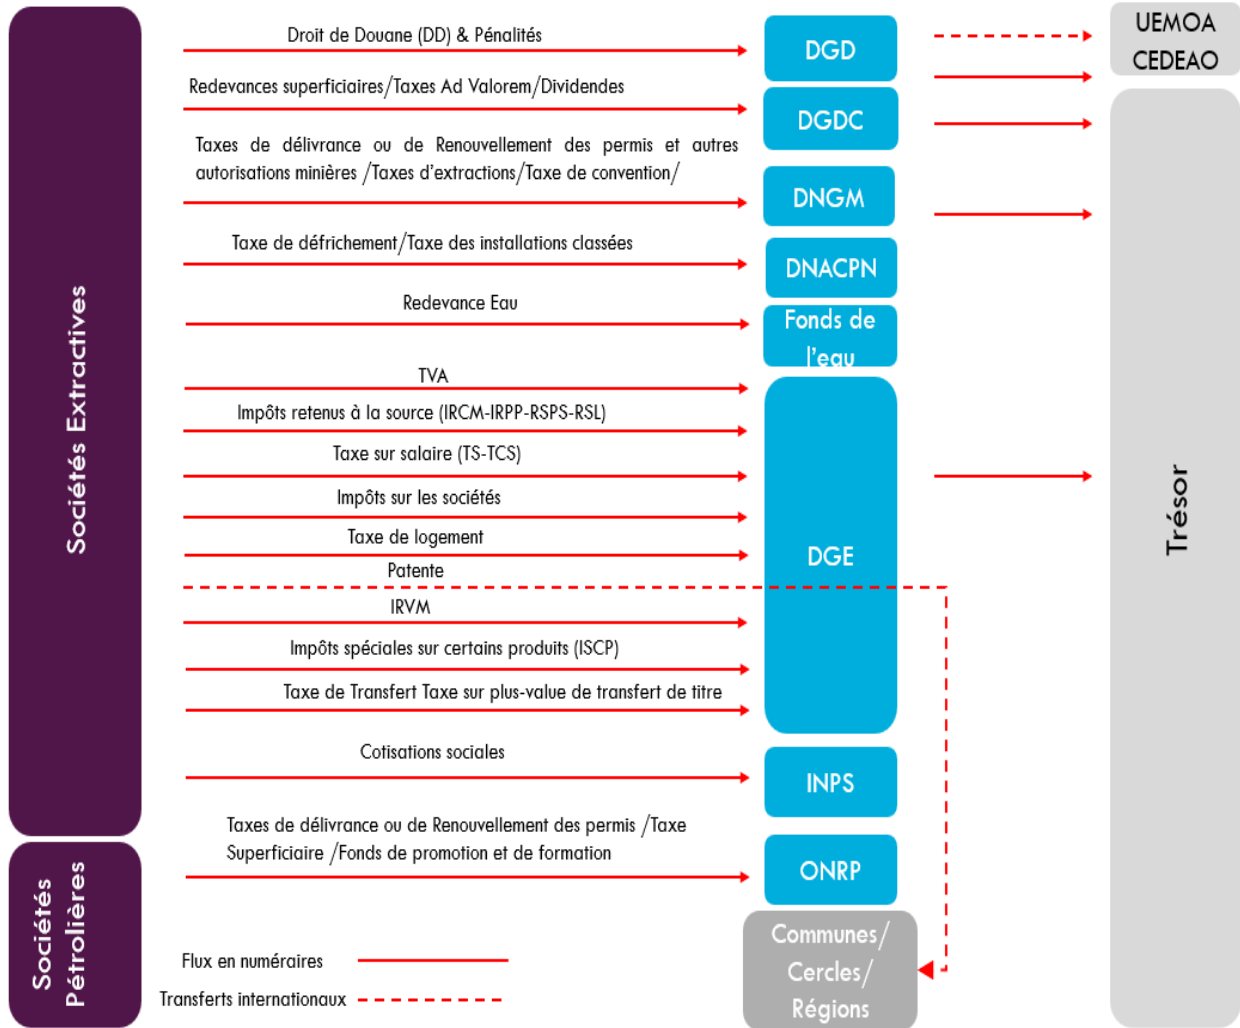 Sociétés Extractives
Sociétés
Pétrolières
Droit de Douane (DD) & Pénalités
Redevances superficiaires/Taxes Ad Valorem/Dividendes
Taxes de délivrance ou de Renouvellement des permis et autres
autorisations minières /Taxes d'extractions/Taxe de convention/
Taxe de défrichement/Taxe des installations classées
Redevance Eau
TVA
Impôts retenus à la source (IRCM-IRPP-RSPS-RSL)
Taxe sur salaire (TS-TCS)
Impôts sur les sociétés
Taxe de logement
Patente
IRVM
Impôts spéciales sur certains produits (ISCP)
Taxe de Transfert Taxe sur plus-value de transfert de titre
Cotisations sociales
Taxes de délivrance ou de Renouvellement des permis /Taxe
Superficiaire /Fonds de promotion et de formation
Flux en numéraires
Transferts internationaux
DGD
DGDC
DNGM
DNACPN
Fonds de
l'eau
DGE
INPS
ONRP
Communes/
Cercles/
Régions
UEMOA
CEDEAO
Trésor